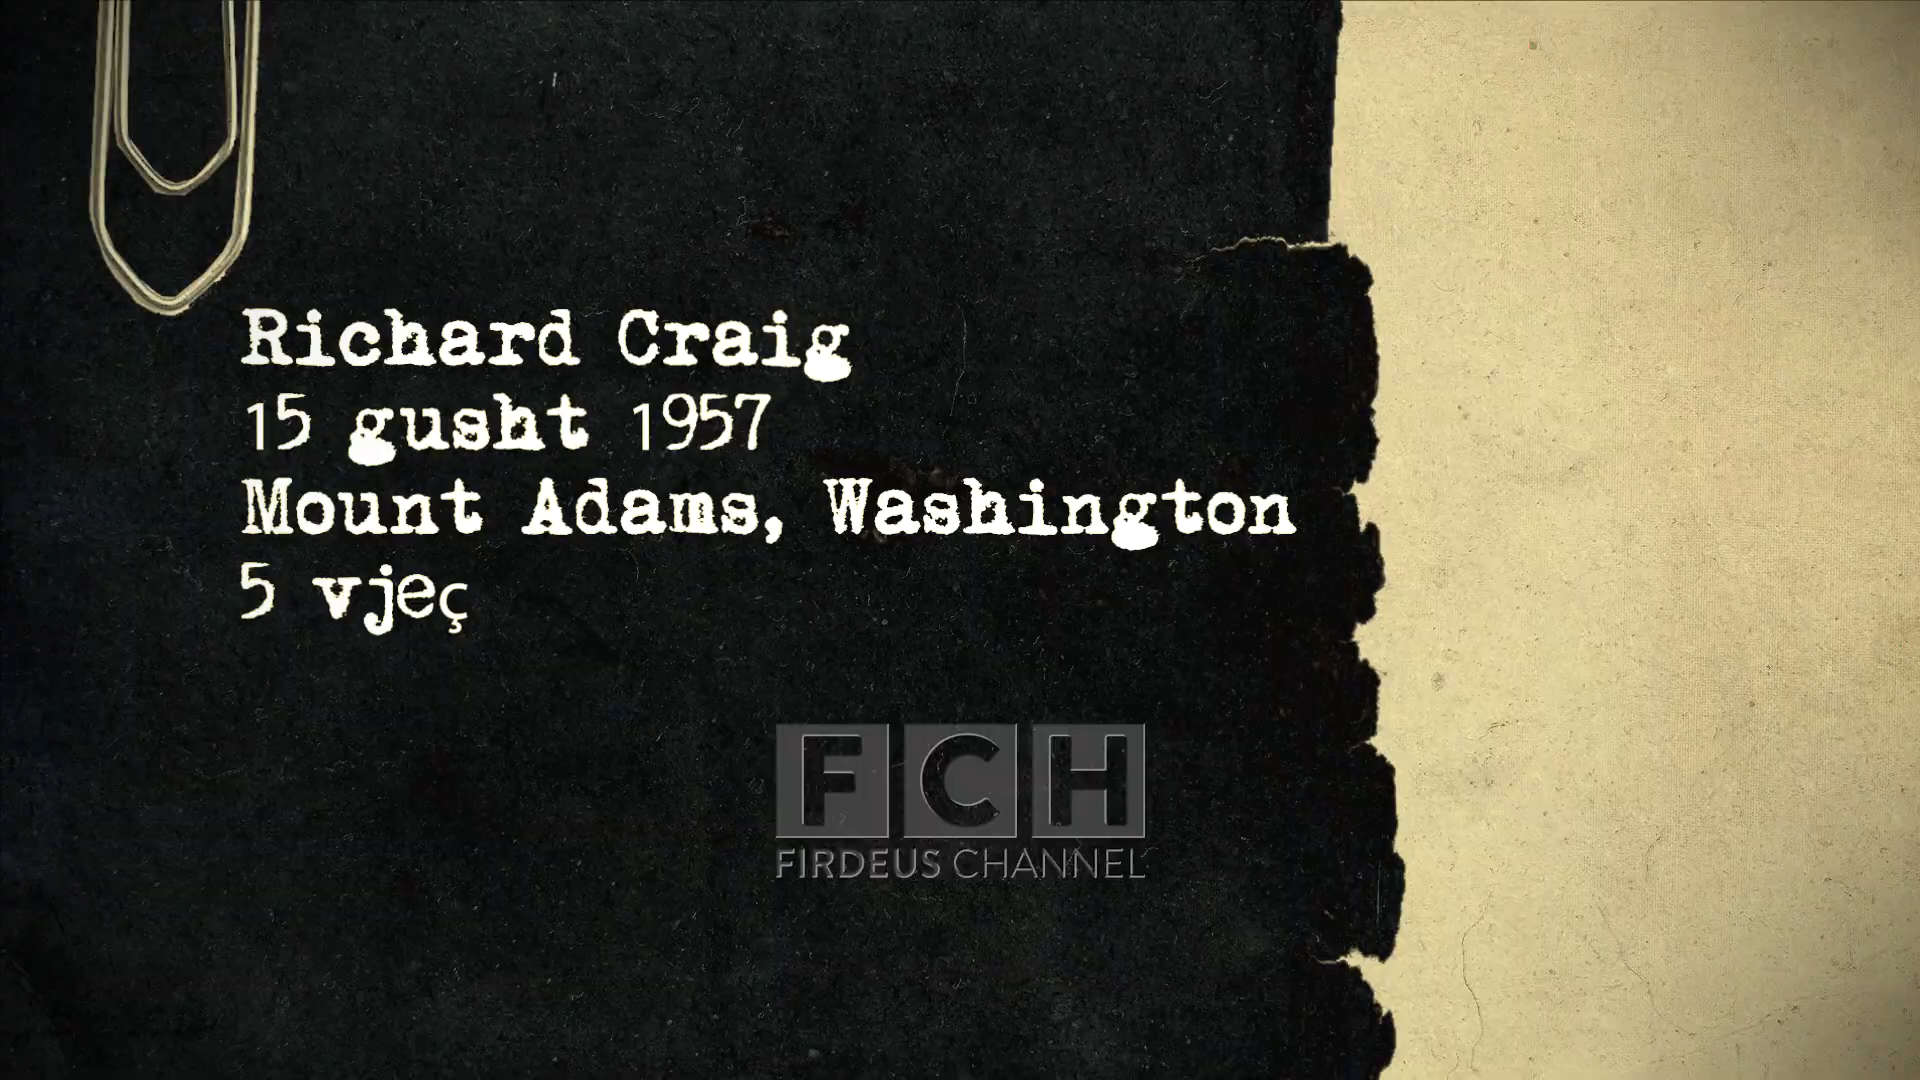 Richard Craig
15 gusht 1957
Mount Adams, Washington
5 vjeç
FCH
FIRDEUS CHANNEL